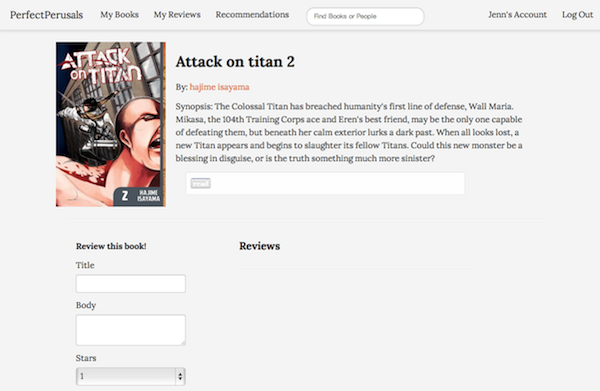 PerfectPerusals My Books My Reviews Recommendations Find Books or People Jenn's Account Log Out
ATTACK
on TITAN
2 HAJIME
ISAYAMA
Attack on titan 2
By: hajime isayama
Synopsis: The Colossal Titan has breached humanity's first line of defense, Wall Maria.
Mikasa, the 104th Training Corps ace and Eren's best friend, may be the only one capable
of defeating them, but beneath her calm exterior lurks a dark past. When all looks lost, a
new Titan appears and begins to slaughter its fellow Titans. Could this new monster be a
blessing in disguise, or is the truth something much more sinister?
read
Review this book!
Title
Body
Stars
1
Reviews